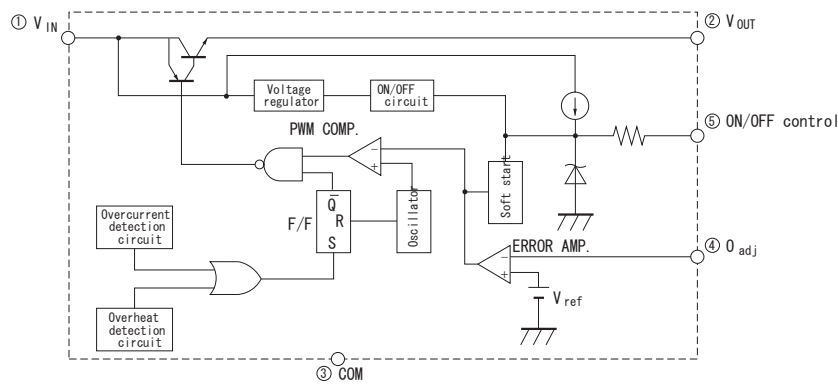 ① V IN
② V OUT
Voltage
regulator
ON/OFF
circuit
⑤ ON/OFF control
PWM COMP.
-
+
Soft start
Oscillator
Q̅
R
F/F
S
Overcurrent
detection
circuit
ERROR AMP.
④ O adj
-
+
V ref
Overheat
detection
circuit
③ COM